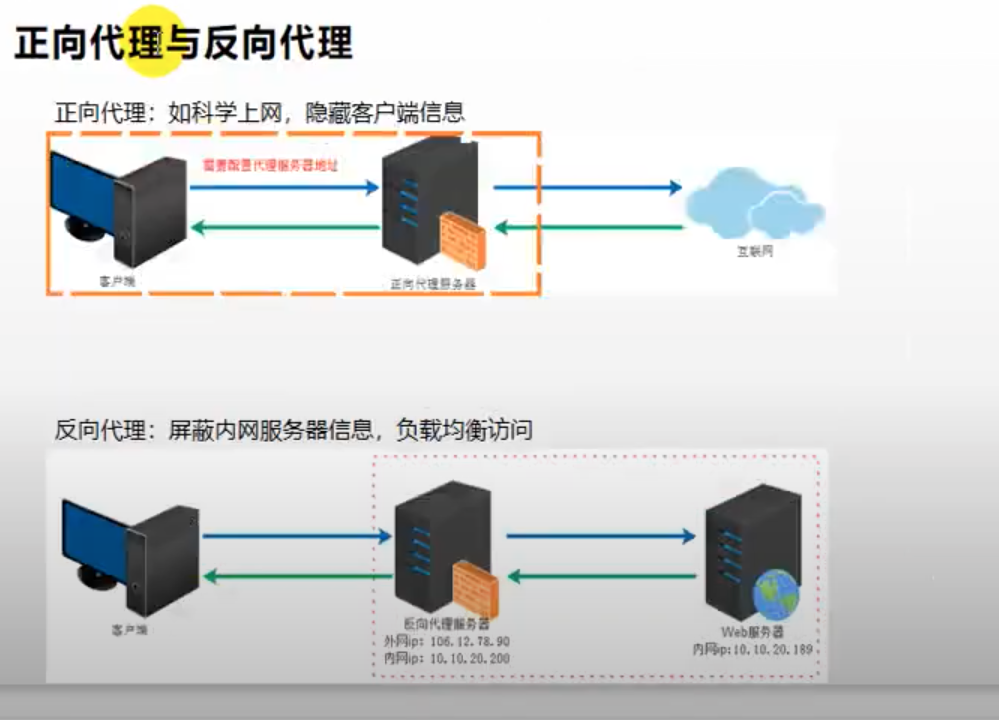 正向代理与反向代理
正向代理：如科学上网，隐藏客户端信息
需要配置代理服务器地址
客户端
正向代理服务器
互联网
反向代理：屏蔽内网服务器信息，负载均衡访问
客户端
反向代理服务器
外网ip：106.12.78.90
内网ip：10.10.20.200
Web服务器
内网ip:10.10.20.189